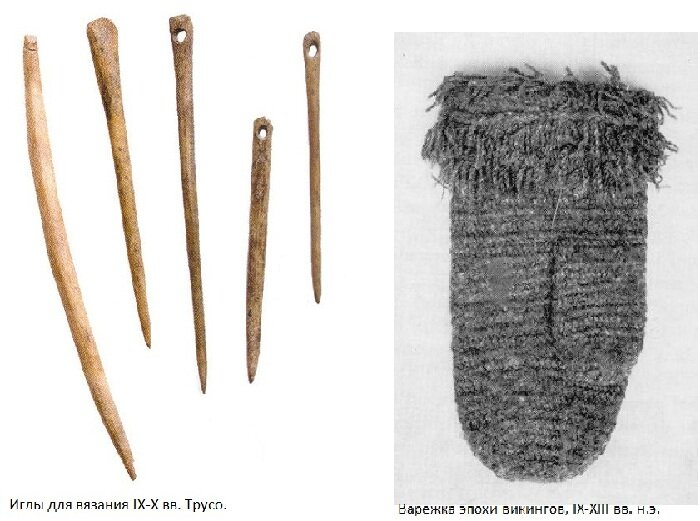 Иглы для вязания IX-X вв. Трусо.
Варежка эпохи викингов, IX-XIII вв. н.э.